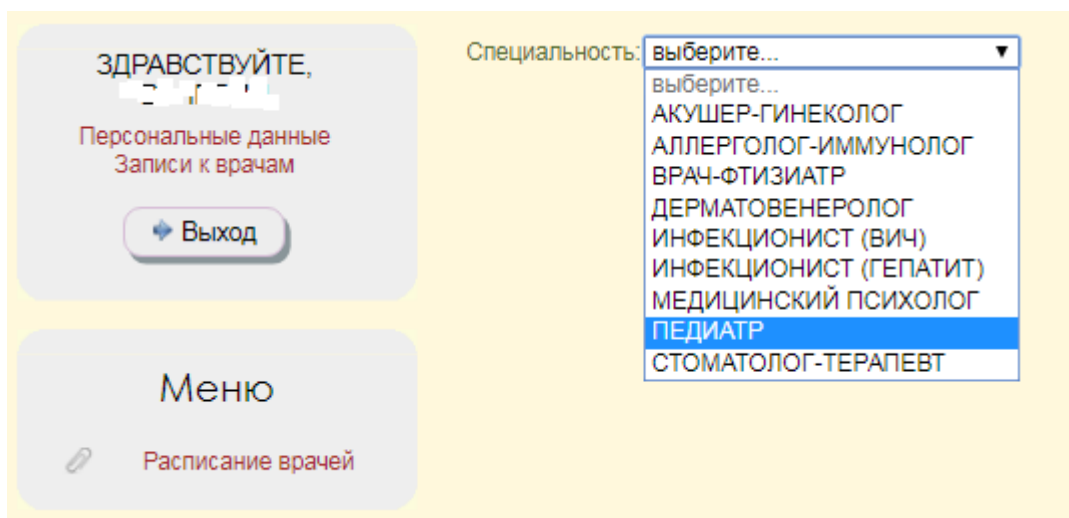 ЗДРАВСТВУЙТЕ,
Персональные данные
Записи к врачам
Выход
Меню
Расписание врачей
Специальность: выберите...
выберите...
АКУШЕР-ГИНЕКОЛОГ
АЛЛЕРГОЛОГ-ИММУНОЛОГ
ВРАЧ-ФТИЗИАТР
ДЕРМАТОВЕНЕРОЛОГ
ИНФЕКЦИОНИСТ (ВИЧ)
ИНФЕКЦИОНИСТ (ГЕПАТИТ)
МЕДИЦИНСКИЙ ПСИХОЛОГ
ПЕДИАТР
СТОМАТОЛОГ-ТЕРАПЕВТ